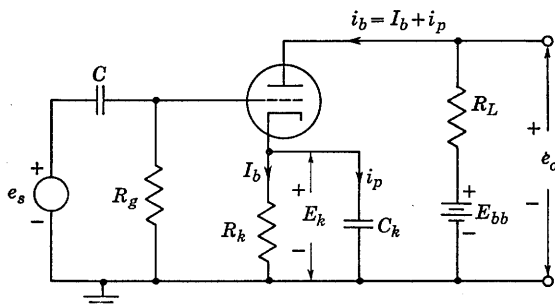 i_b = I_b + i_p
C
R_L
+
e_o
-
+
e_s
-
R_g
I_b
+
E_k
-
i_p
R_k
C_k
+
E_bb
-